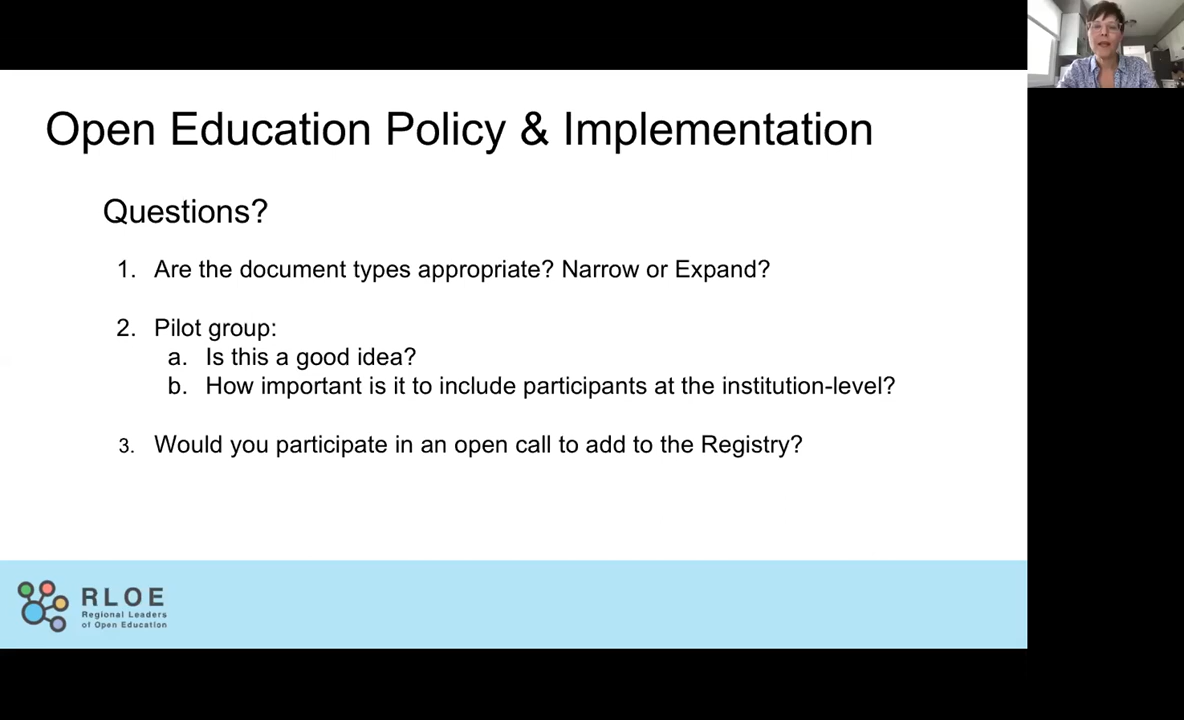 Open Education Policy & Implementation
Questions?
1. Are the document types appropriate? Narrow or Expand?
2. Pilot group:
a. Is this a good idea?
b. How important is it to include participants at the institution-level?
3. Would you participate in an open call to add to the Registry?
RLOE
Regional Leaders
of Open Education